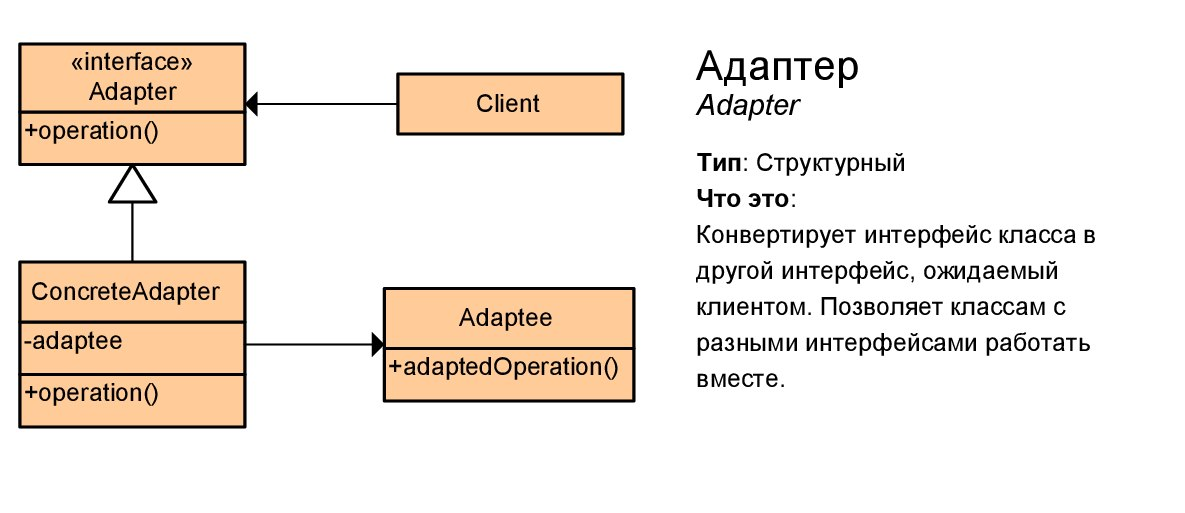 «interface»
Adapter
+operation()
Client
ConcreteAdapter
-adaptee
+operation()
Adaptee
+adaptedOperation()
Адаптер
Adapter
Тип: Структурный
Что это:
Конвертирует интерфейс класса в
другой интерфейс, ожидаемый
клиентом. Позволяет классам с
разными интерфейсами работать
вместе.